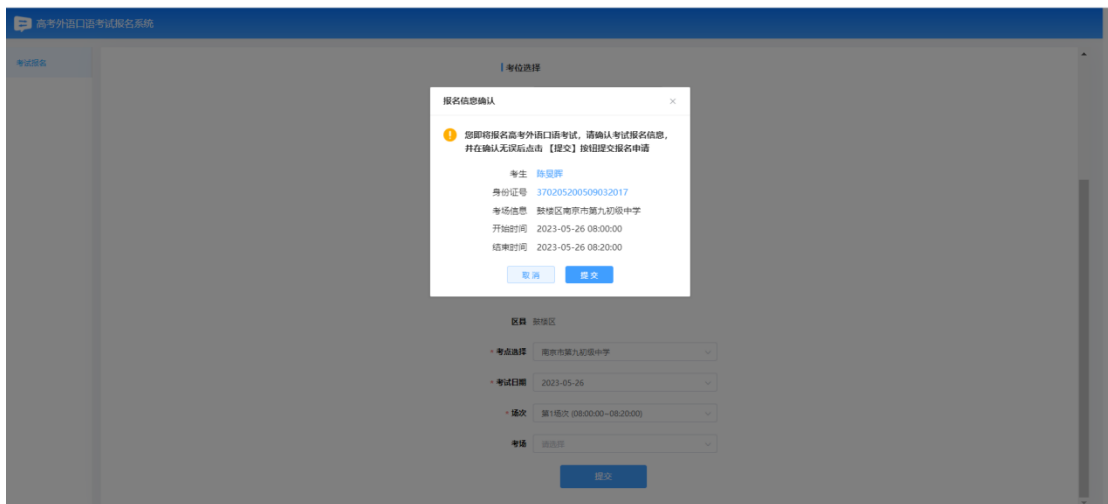 高考外语口语考试报名系统
考试报名
考位选择
报名信息确认
您即将报名高考外语口语考试，请确认考试报名信息，
并在确认无误后点击 【提交】按钮提交报名申请
考生 陈旻晖
身份证号 370205200509032017
考场信息 鼓楼区南京市第九初级中学
开始时间 2023-05-26 08:00:00
结束时间 2023-05-26 08:20:00
取消 提交
区县 鼓楼区
* 考点选择 南京市第九初级中学
* 考试日期 2023-05-26
* 场次 第1场次 (08:00:00~08:20:00)
考场 请选择
提交